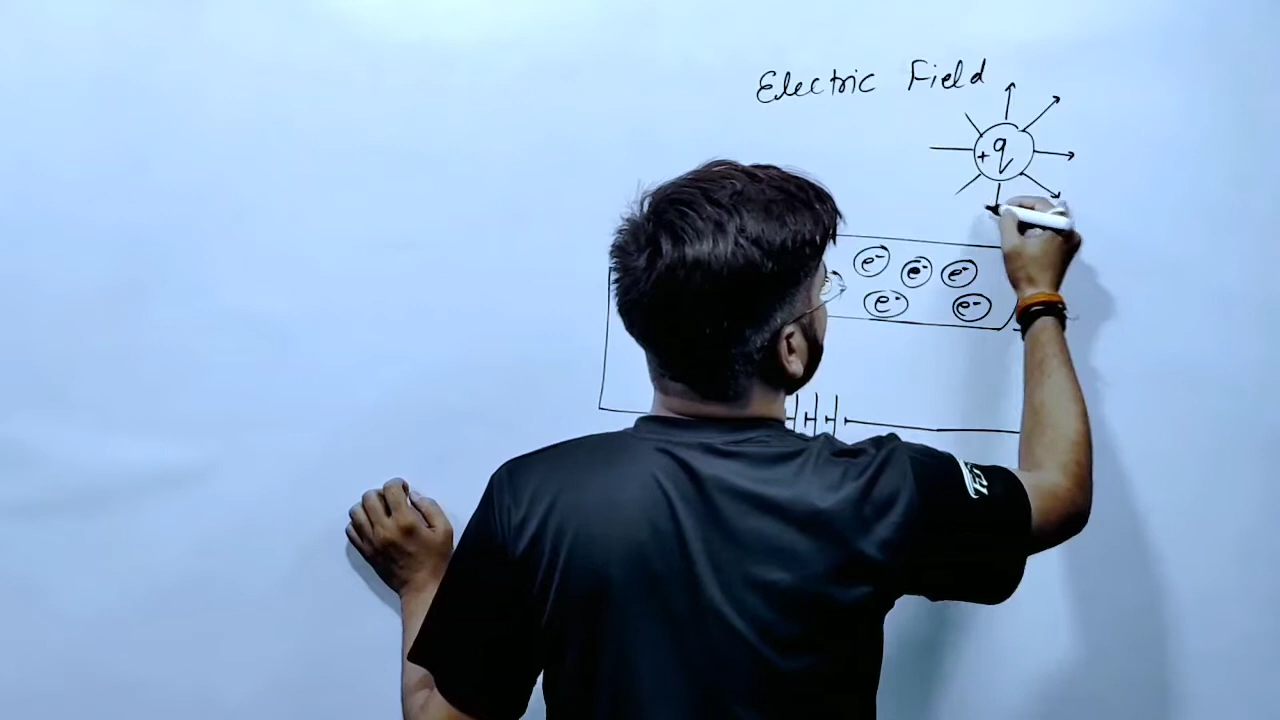 Electric Field
+q
e⁻ e⁻ e⁻
e⁻ e⁻